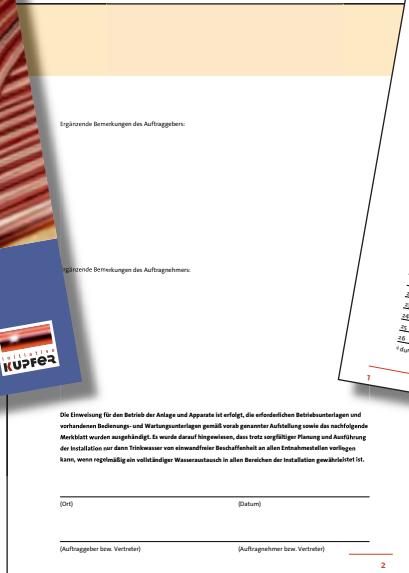 Ergänzende Bemerkungen des Auftraggebers:
rgänzende Bemerkungen des Auftragnehmers:
initiative
KUPFER
24
25
26
1
Die Einweisung für den Betrieb der Anlage und Apparate ist erfolgt, die erforderlichen Betriebsunterlagen und
vorhandenen Bedienungs- und Wartungsunterlagen gemäß vorab genannter Aufstellung sowie das nachfolgende
Merkblatt wurden ausgehändigt. Es wurde darauf hingewiesen, dass trotz sorgfältiger Planung und Ausführung
der Installation nur dann Trinkwasser von einwandfreier Beschaffenheit an allen Entnahmestellen vorliegen
kann, wenn regelmäßig ein vollständiger Wasseraustausch in allen Bereichen der Installation gewährleistet ist.
(Ort) (Datum)
(Auftraggeber bzw. Vertreter) (Auftragnehmer bzw. Vertreter)
2